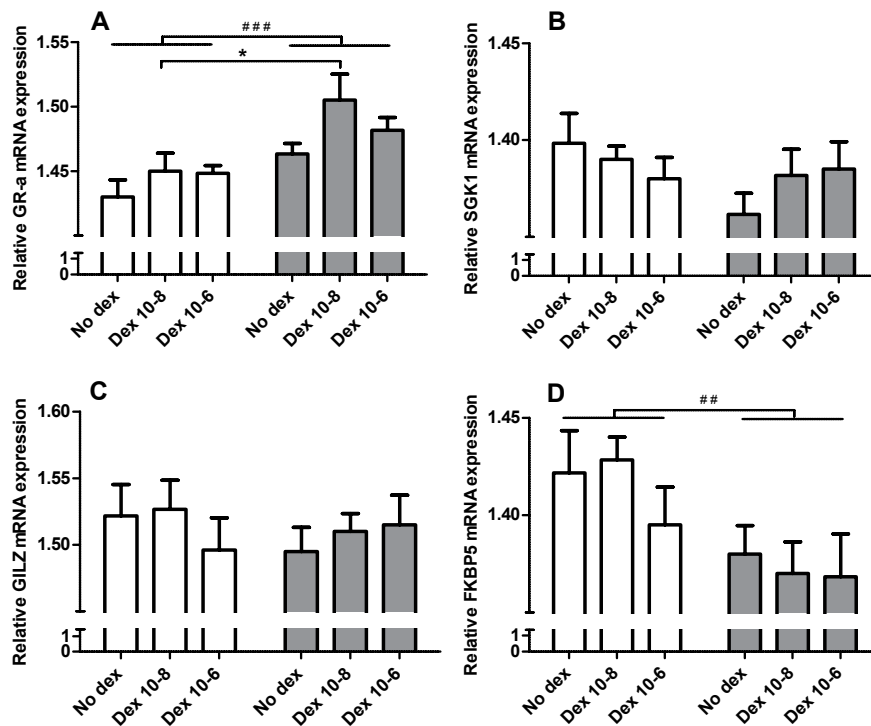 A
###
*
1.55
1.50
1.45
1
0
Relative GR-a mRNA expression
No dex
Dex 10-8
Dex 10-6
No dex
Dex 10-8
Dex 10-6
B
1.45
1.40
1
0
Relative SGK1 mRNA expression
No dex
Dex 10-8
Dex 10-6
No dex
Dex 10-8
Dex 10-6
C
1.60
1.55
1.50
1
0
Relative GILZ mRNA expression
No dex
Dex 10-8
Dex 10-6
No dex
Dex 10-8
Dex 10-6
D
##
1.45
1.40
1
0
Relative FKBP5 mRNA expression
No dex
Dex 10-8
Dex 10-6
No dex
Dex 10-8
Dex 10-6